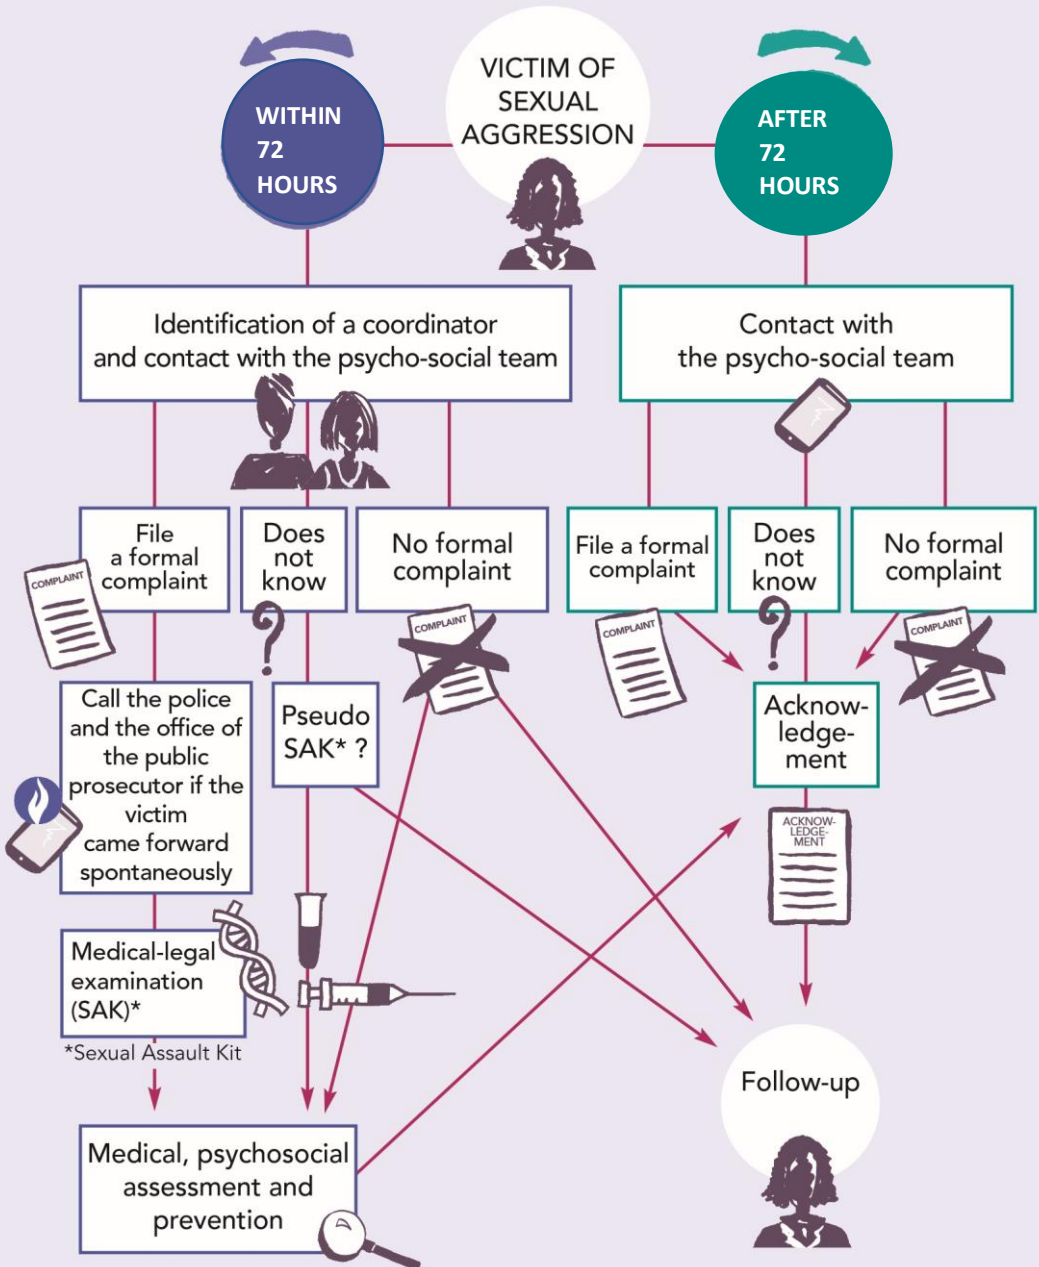 VICTIM OF
SEXUAL
AGGRESSION
WITHIN
72
HOURS
AFTER
72
HOURS
Identification of a coordinator
and contact with the psycho-social team
Contact with
the psycho-social team
File
a formal
complaint
COMPLAINT
Does
not
know
?
No formal
complaint
COMPLAINT
File a formal
complaint
COMPLAINT
Does
not
know
?
No formal
complaint
COMPLAINT
Call the police
and the office of
the public
prosecutor if the
victim
came forward
spontaneously
Pseudo
SAK* ?
Acknow-
ledge-
ment
ACKNOW-
LEDGE-
MENT
Medical-legal
examination
(SAK)*
*Sexual Assault Kit
Medical, psychosocial
assessment and
prevention
Follow-up